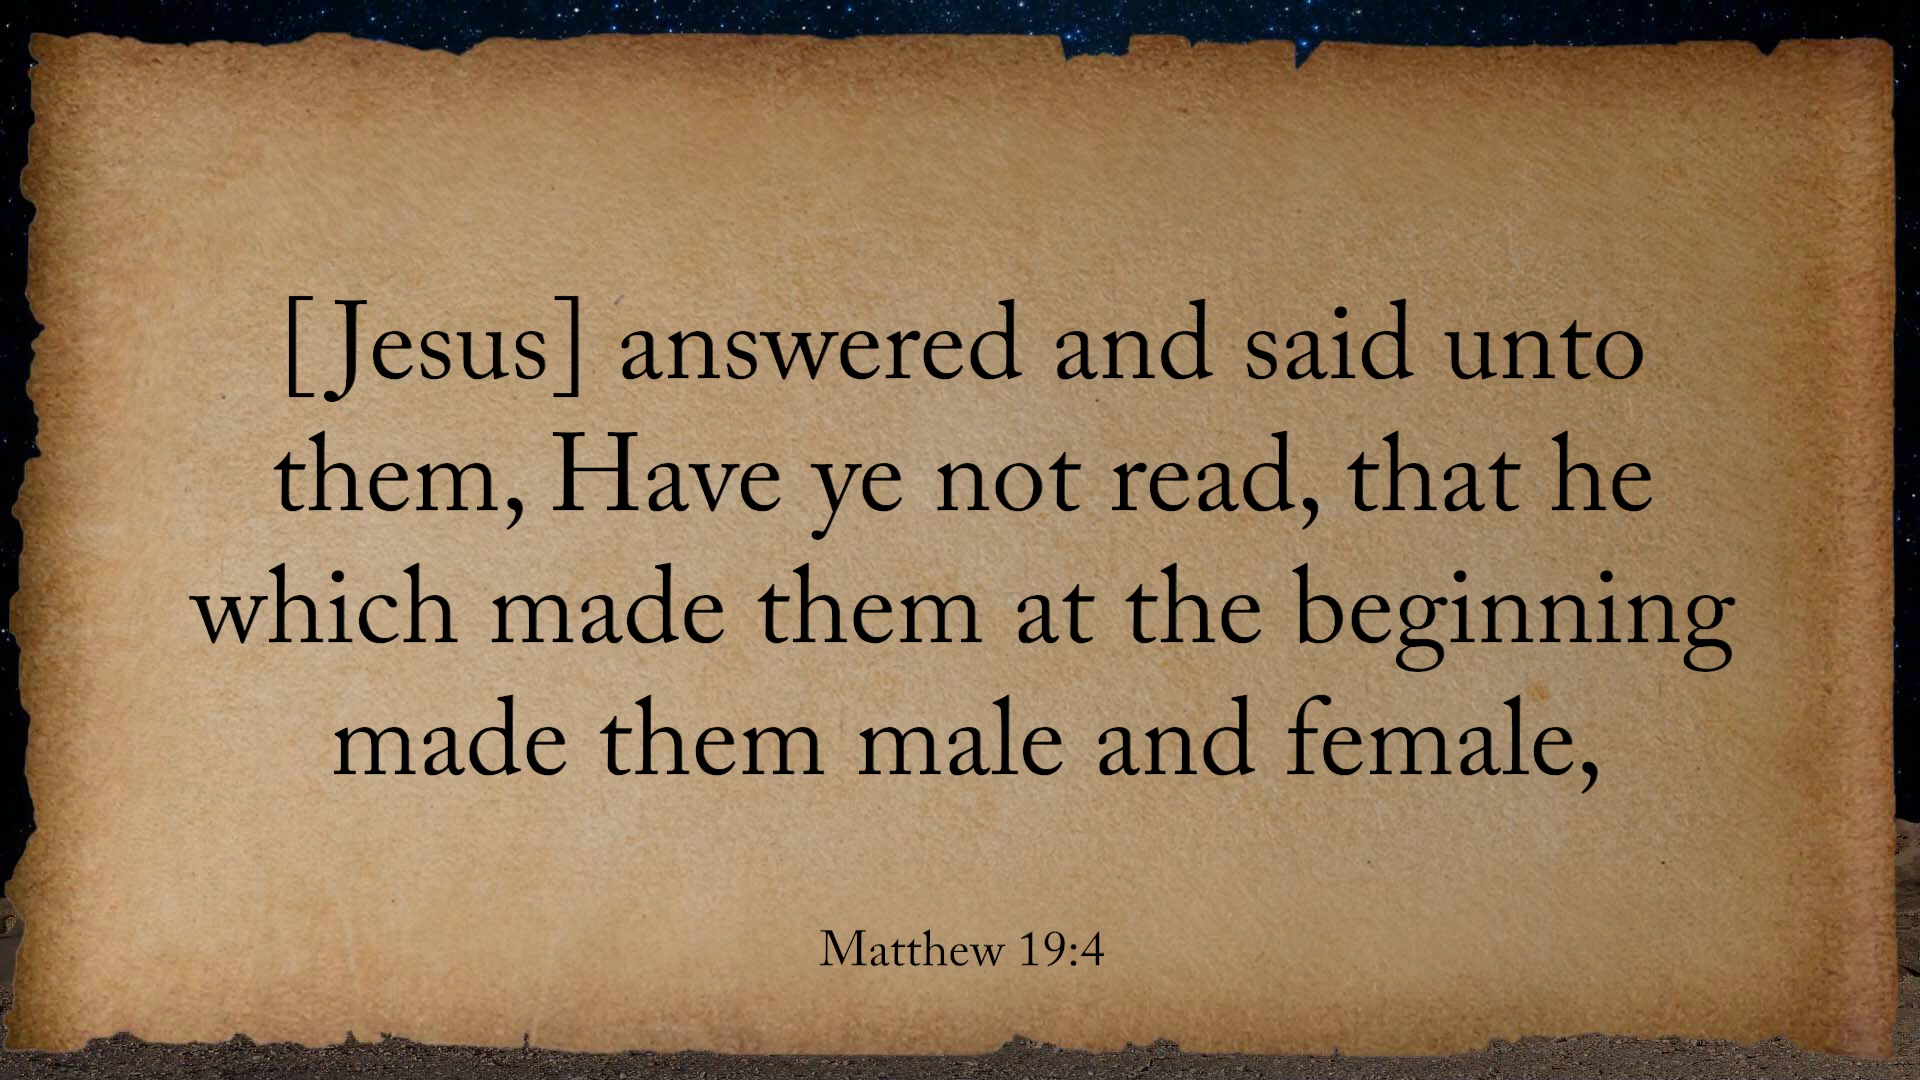 [Jesus] answered and said unto
them, Have ye not read, that he
which made them at the beginning
made them male and female,
Matthew 19:4